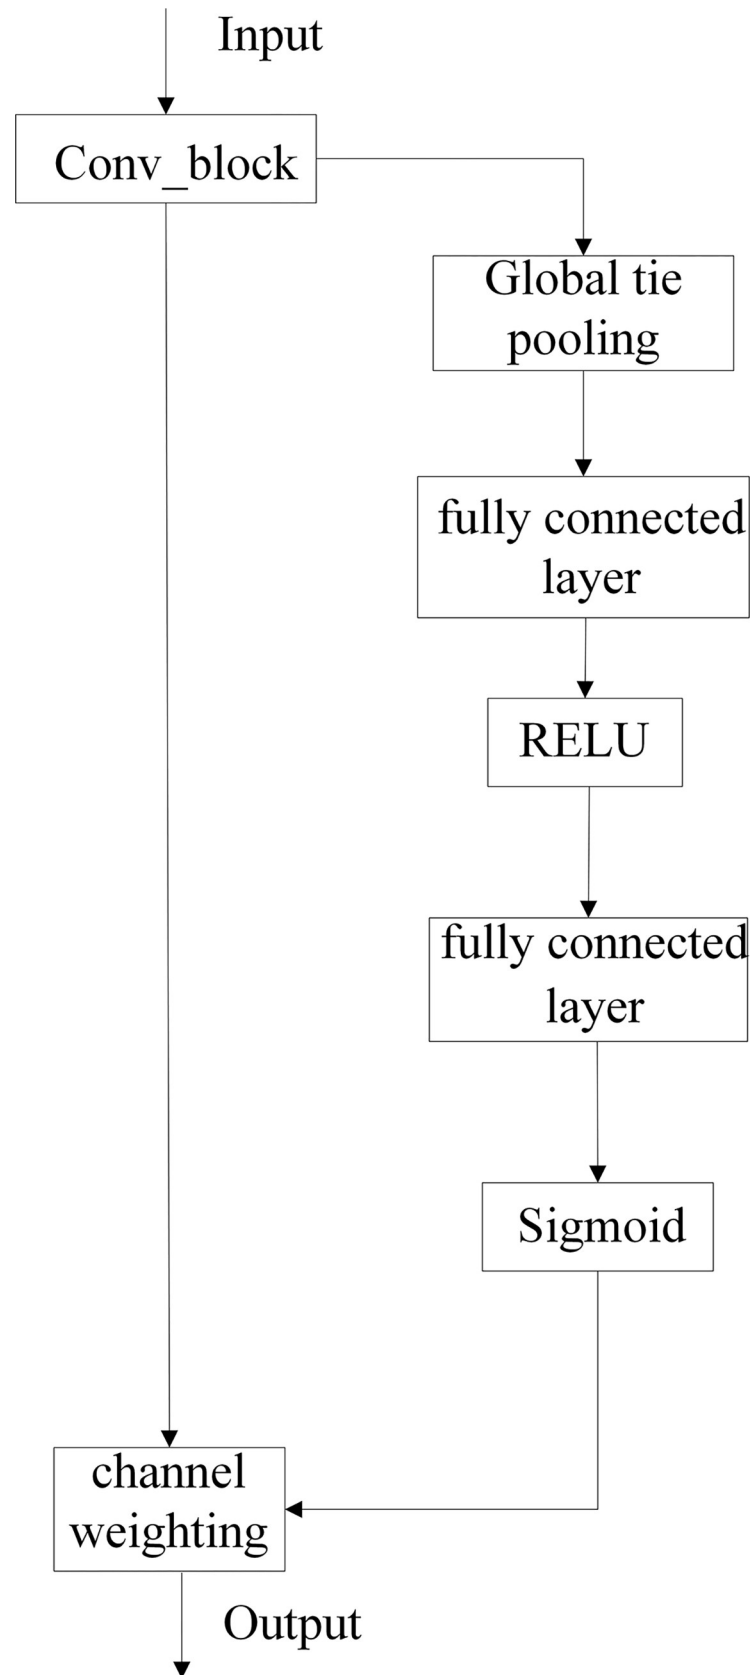 Input
Conv_block
Global tie
pooling
fully connected
layer
RELU
fully connected
layer
Sigmoid
channel
weighting
Output